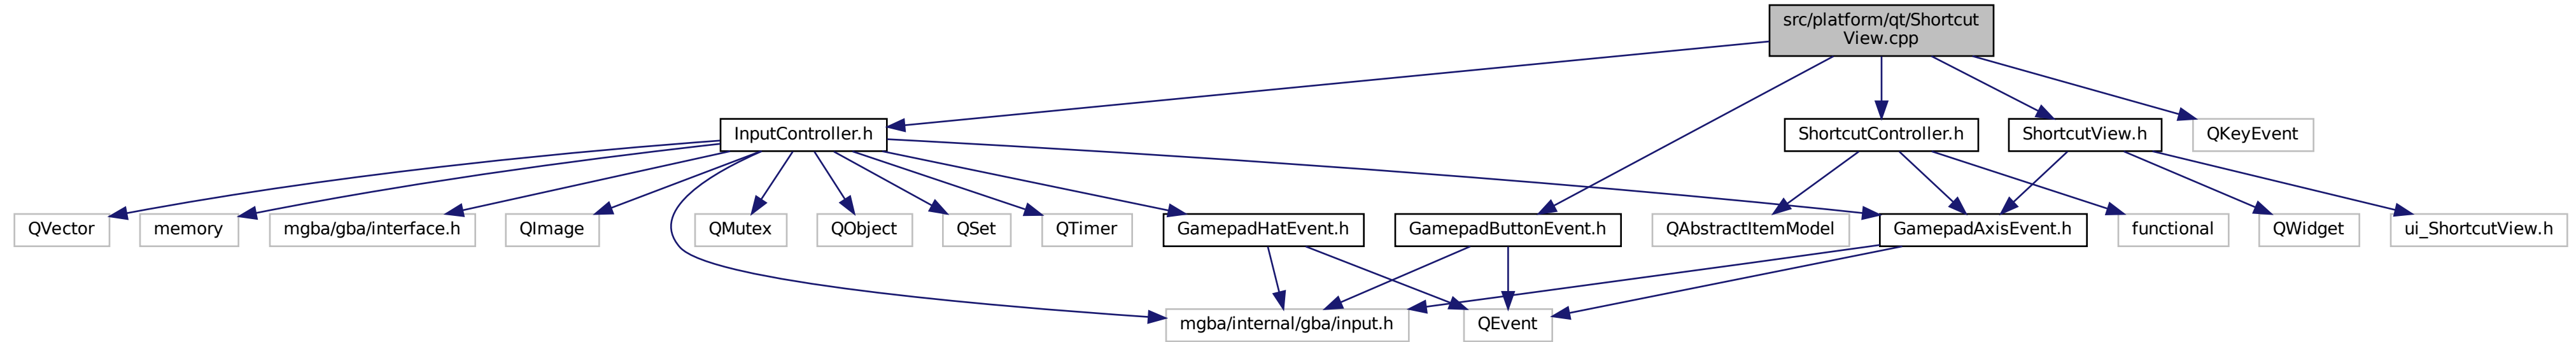 src/platform/qt/Shortcut
View.cpp
InputController.h
ShortcutController.h
ShortcutView.h
QKeyEvent
QVector
memory
mgba/gba/interface.h
QImage
QMutex
QObject
QSet
QTimer
GamepadHatEvent.h
GamepadButtonEvent.h
QAbstractItemModel
GamepadAxisEvent.h
functional
QWidget
ui_ShortcutView.h
mgba/internal/gba/input.h
QEvent